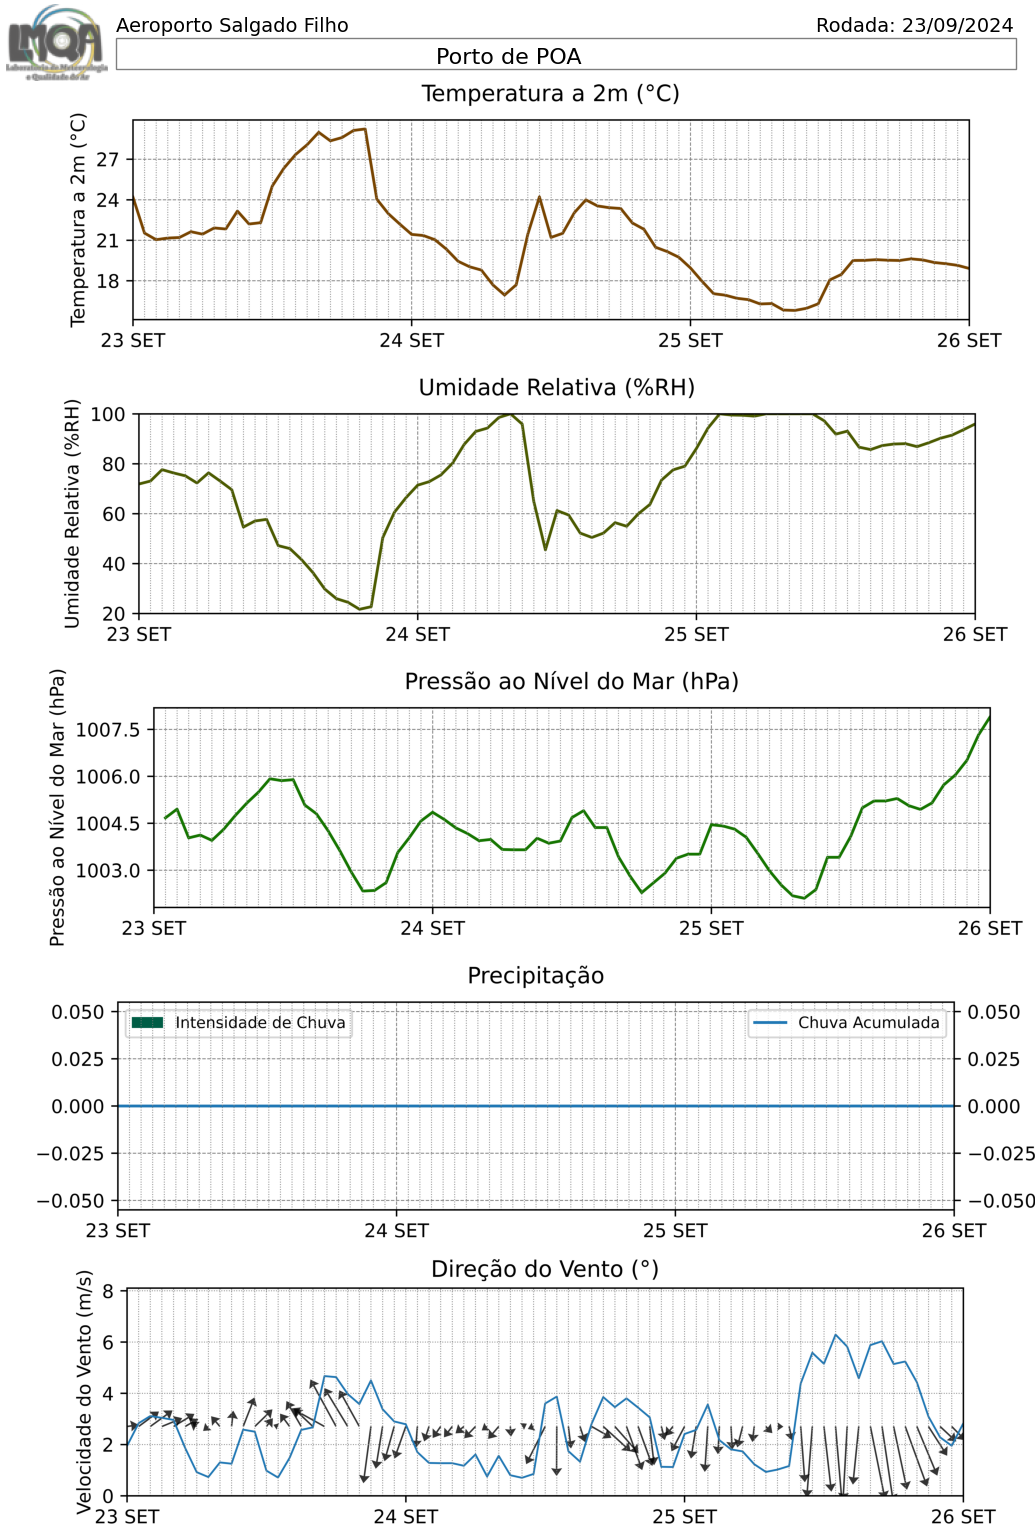 LMQA
Laboratório de Meteorologia
e Qualidade do Ar
Aeroporto Salgado Filho
Rodada: 23/09/2024
Porto de POA
Temperatura a 2m (°C)
Temperatura a 2m (°C)
27
24
21
18
23 SET 24 SET 25 SET 26 SET
Umidade Relativa (%RH)
Umidade Relativa (%RH)
100
80
60
40
20
23 SET 24 SET 25 SET 26 SET
Pressão ao Nível do Mar (hPa)
Pressão ao Nível do Mar (hPa)
1007.5
1006.0
1004.5
1003.0
23 SET 24 SET 25 SET 26 SET
Precipitação
Intensidade de Chuva
Chuva Acumulada
0.050 0.050
0.025 0.025
0.000 0.000
−0.025 −0.025
−0.050 −0.050
23 SET 24 SET 25 SET 26 SET
Direção do Vento (°)
Velocidade do Vento (m/s)
8
6
4
2
0
23 SET 24 SET 25 SET 26 SET